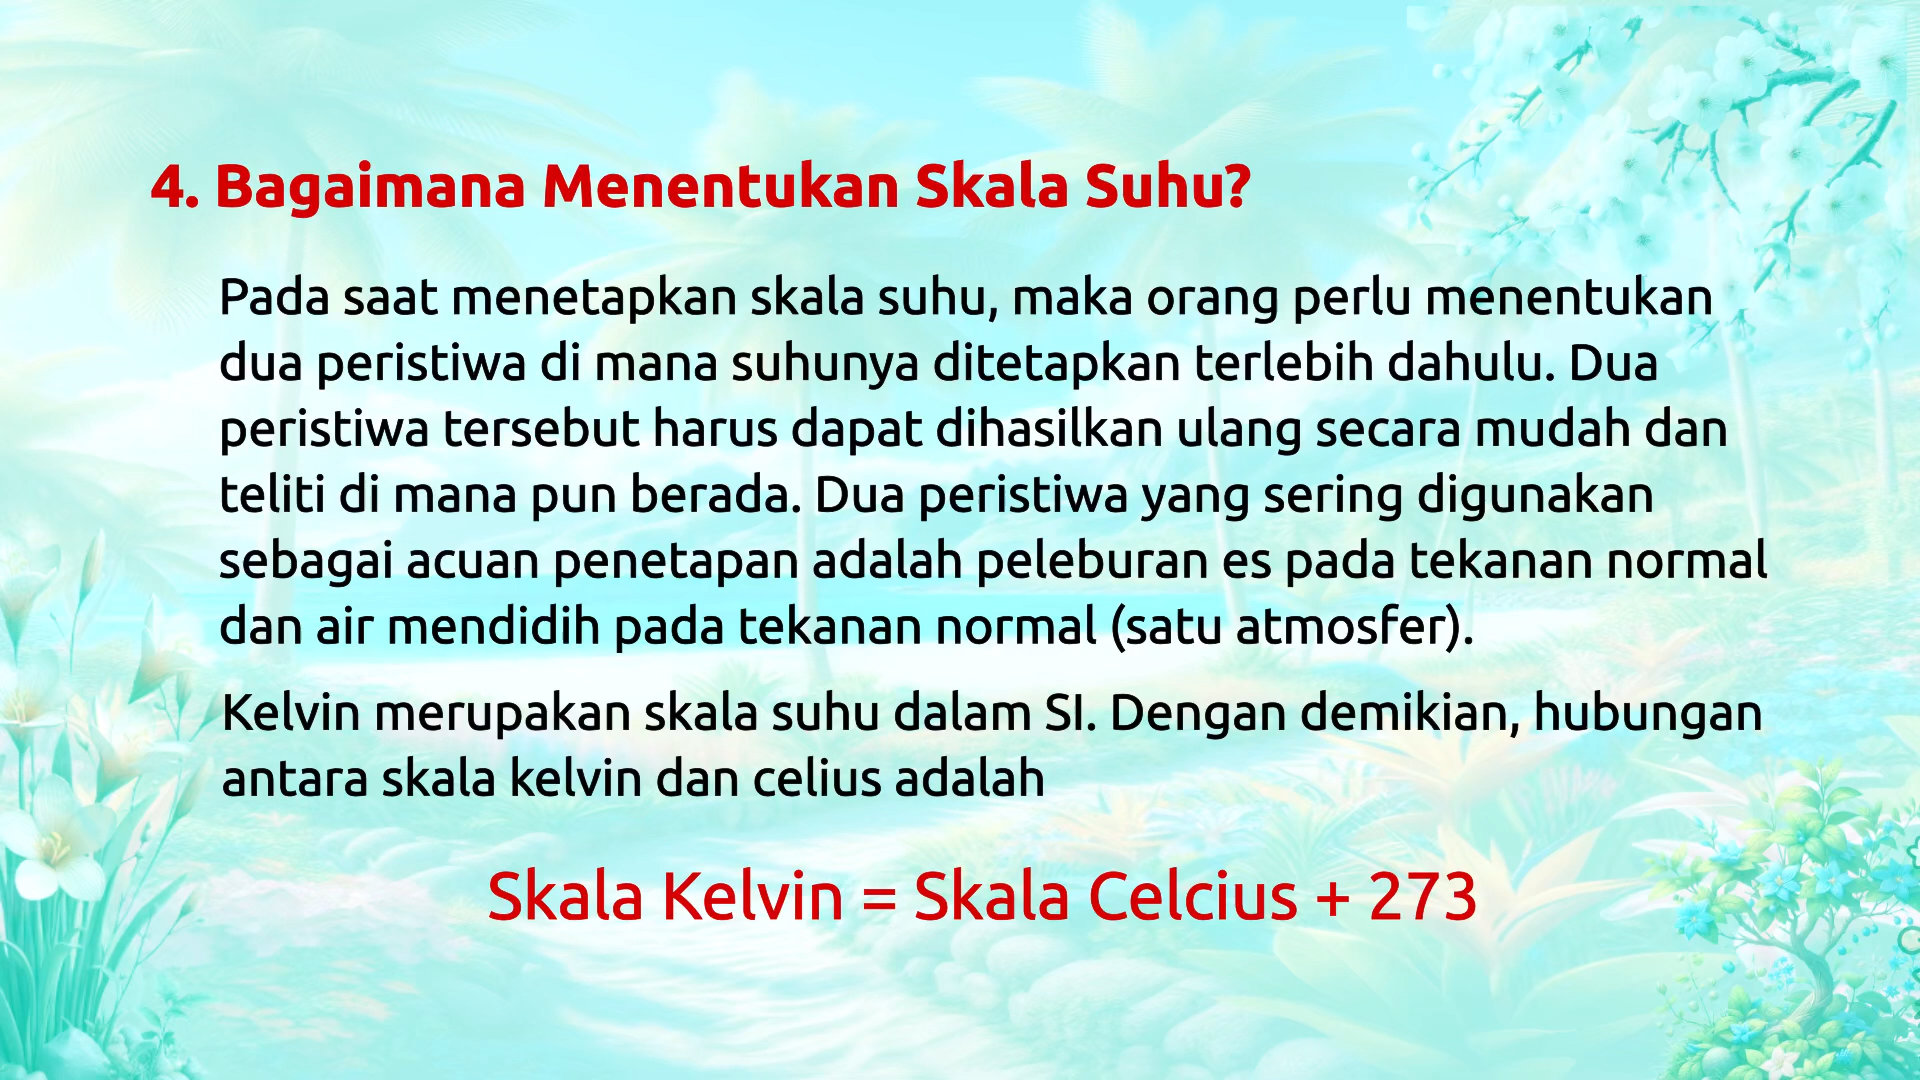 4. Bagaimana Menentukan Skala Suhu?
Pada saat menetapkan skala suhu, maka orang perlu menentukan
dua peristiwa di mana suhunya ditetapkan terlebih dahulu. Dua
peristiwa tersebut harus dapat dihasilkan ulang secara mudah dan
teliti di mana pun berada. Dua peristiwa yang sering digunakan
sebagai acuan penetapan adalah peleburan es pada tekanan normal
dan air mendidih pada tekanan normal (satu atmosfer).
Kelvin merupakan skala suhu dalam SI. Dengan demikian, hubungan
antara skala kelvin dan celius adalah
Skala Kelvin = Skala Celcius + 273